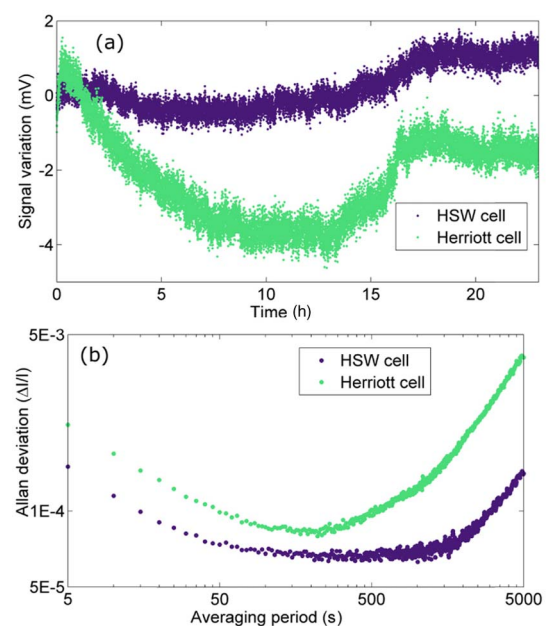 (a)
2
0
-2
-4
Signal variation (mV)
HSW cell
Herriott cell
0
5
10
15
20
Time (h)
(b)
5E-3
1E-4
5E-5
Allan deviation (ΔI/I)
HSW cell
Herriott cell
5
50
500
5000
Averaging period (s)